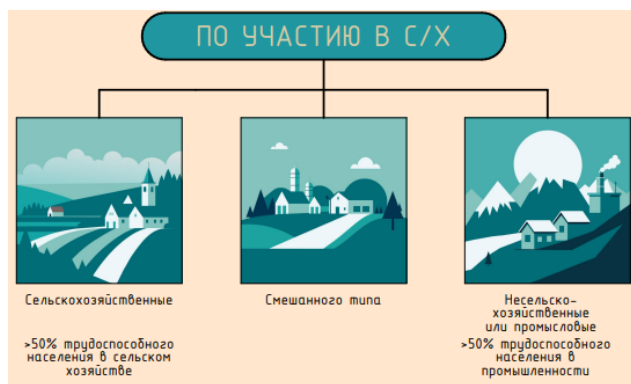 ПО УЧАСТИЮ В С/Х
Сельскохозяйственные
>50% трудоспособного
населения в сельском
хозяйстве
Смешанного типа
Несельско-
хозяйственные
или промысловые
>50% трудоспособного
населения в
промышленности